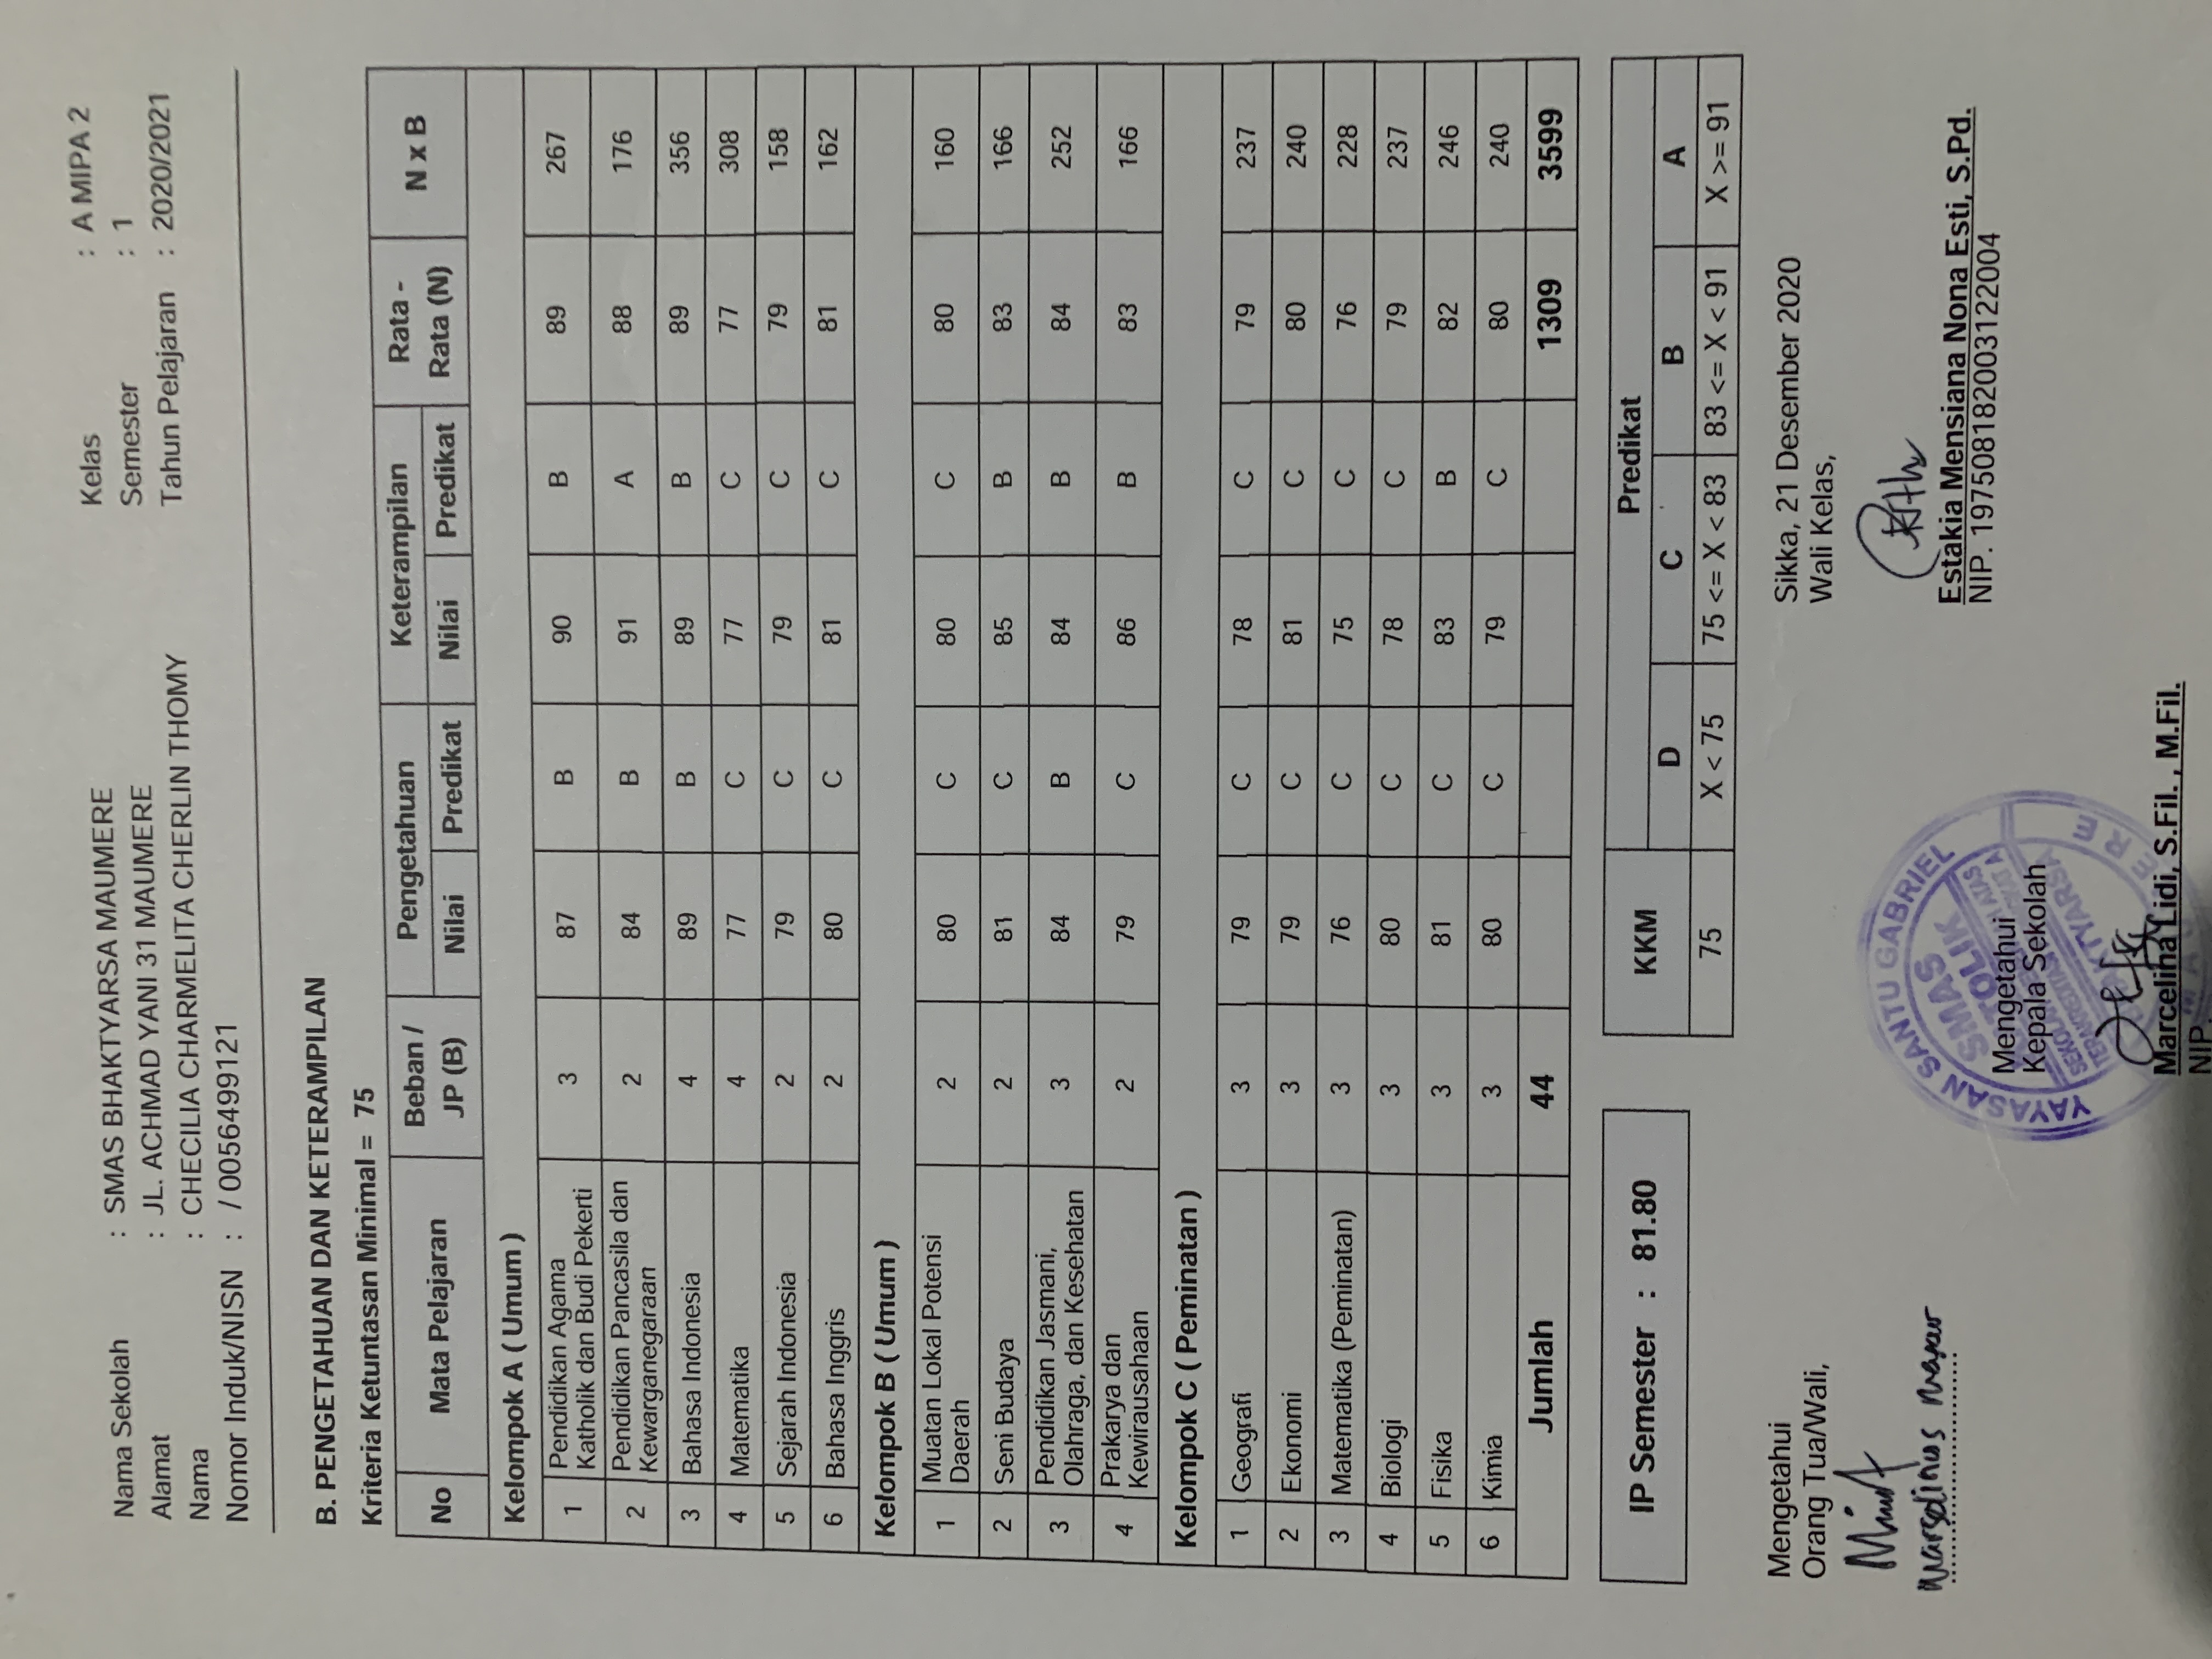 Nama Sekolah : SMAS BHAKTYARSA MAUMERE
Alamat : JL. ACHMAD YANI 31 MAUMERE
Nama : CHECILIA CHARMELITA CHERLIN THOMY
Nomor Induk/NISN : / 0056499121
Kelas : A MIPA 2
Semester : 1
Tahun Pelajaran : 2020/2021
B. PENGETAHUAN DAN KETERAMPILAN
Kriteria Ketuntasan Minimal = 75
No Mata Pelajaran Beban / JP (B) Pengetahuan Keterampilan Rata - Rata (N) N x B
Nilai Predikat Nilai Predikat
Kelompok A ( Umum )
1 Pendidikan Agama Katholik dan Budi Pekerti 3 87 B 90 B 89 267
2 Pendidikan Pancasila dan Kewarganegaraan 2 84 B 91 A 88 176
3 Bahasa Indonesia 4 89 B 89 B 89 356
4 Matematika 4 77 C 77 C 77 308
5 Sejarah Indonesia 2 79 C 79 C 79 158
6 Bahasa Inggris 2 80 C 81 C 81 162
Kelompok B ( Umum )
1 Muatan Lokal Potensi Daerah 2 80 C 80 C 80 160
2 Seni Budaya 2 81 C 85 B 83 166
3 Pendidikan Jasmani, Olahraga, dan Kesehatan 3 84 B 84 B 84 252
4 Prakarya dan Kewirausahaan 2 79 C 86 B 83 166
Kelompok C ( Peminatan )
1 Geografi 3 79 C 78 C 79 237
2 Ekonomi 3 79 C 81 C 80 240
3 Matematika (Peminatan) 3 76 C 75 C 76 228
4 Biologi 3 80 C 78 C 79 237
5 Fisika 3 81 C 83 B 82 246
6 Kimia 3 80 C 79 C 80 240
Jumlah 44 1309 3599
IP Semester : 81.80
KKM Predikat
D C B A
75 X < 75 75 <= X < 83 83 <= X < 91 X >= 91
Mengetahui
Orang Tua/Wali,
Marselinus
Sikka, 21 Desember 2020
Wali Kelas,
Estakia Mensiana Nona Esti, S.Pd.
NIP. 197508182003122004
YAYASAN SANTU GABRIEL
SMAS
KATOLIK
BHAKTYARSA
MAUMERE
Mengetahui
Kepala Sekolah
Marcelina Lidi, S.Fil. , M.Fil.
NIP.